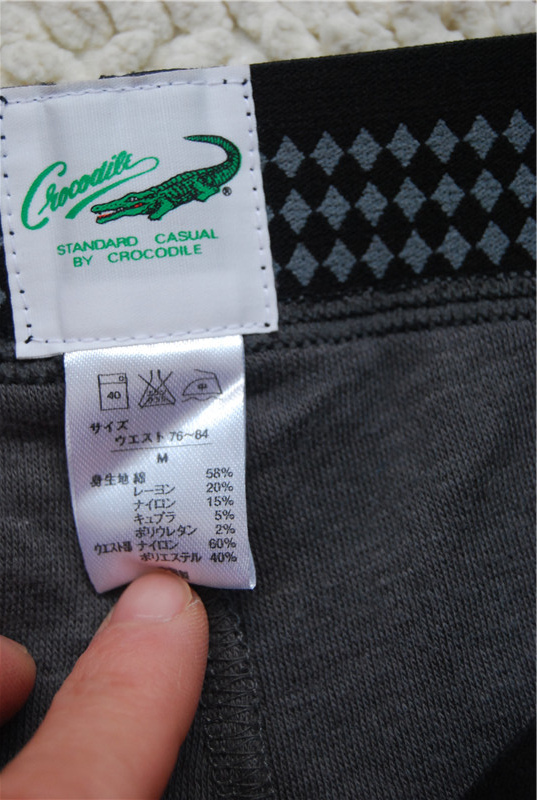 Crocodile
®
STANDARD CASUAL
BY CROCODILE
40
サイズ
ウエスト 76〜84
M
身生地 綿 58%
レーヨン 20%
ナイロン 15%
キュプラ 5%
ポリウレタン 2%
ウエスト部 ナイロン 60%
ポリエステル 40%